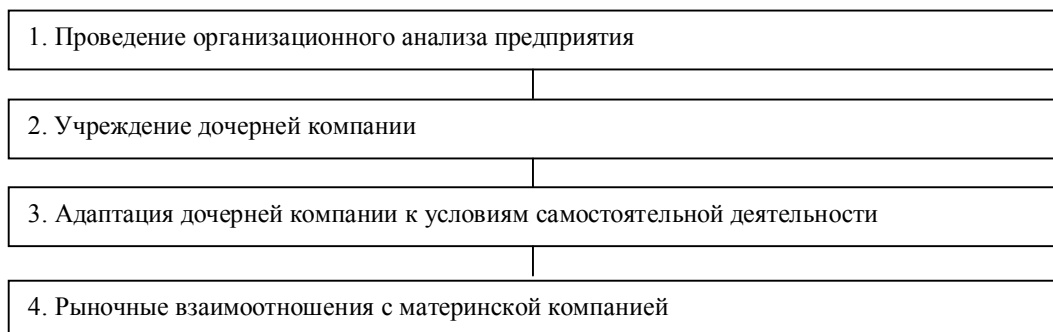 1. Проведение организационного анализа предприятия
2. Учреждение дочерней компании
3. Адаптация дочерней компании к условиям самостоятельной деятельности
4. Рыночные взаимоотношения с материнской компанией